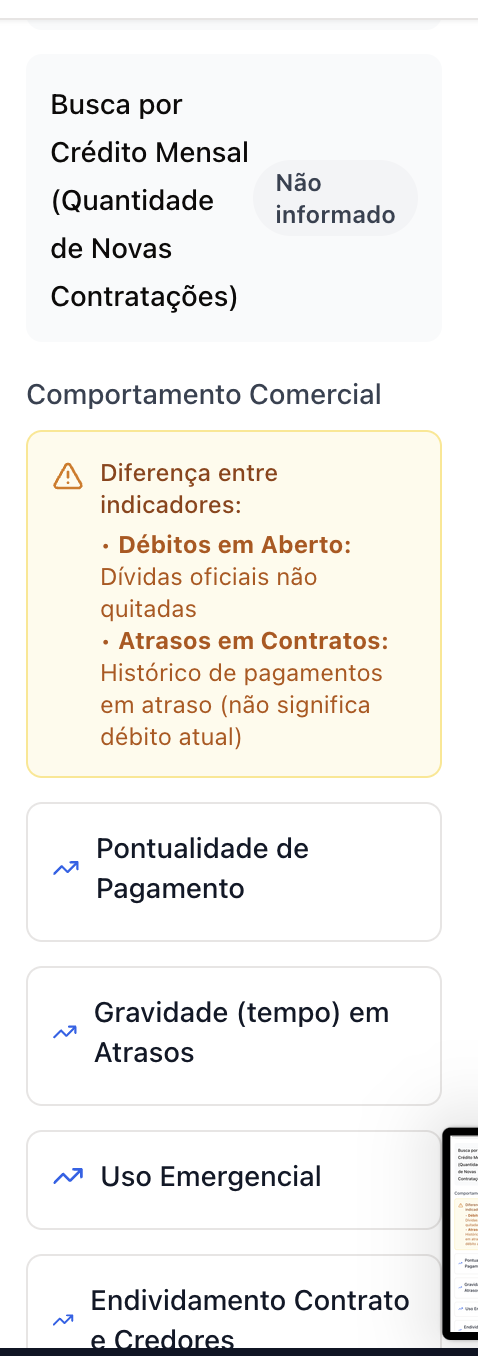 Busca por
Crédito Mensal
(Quantidade
de Novas
Contratações)
Não
informado
Comportamento Comercial
Diferença entre
indicadores:
• Débitos em Aberto:
Dívidas oficiais não
quitadas
• Atrasos em Contratos:
Histórico de pagamentos
em atraso (não significa
débito atual)
Pontualidade de
Pagamento
Gravidade (tempo) em
Atrasos
Uso Emergencial
Endividamento Contrato
e Credores